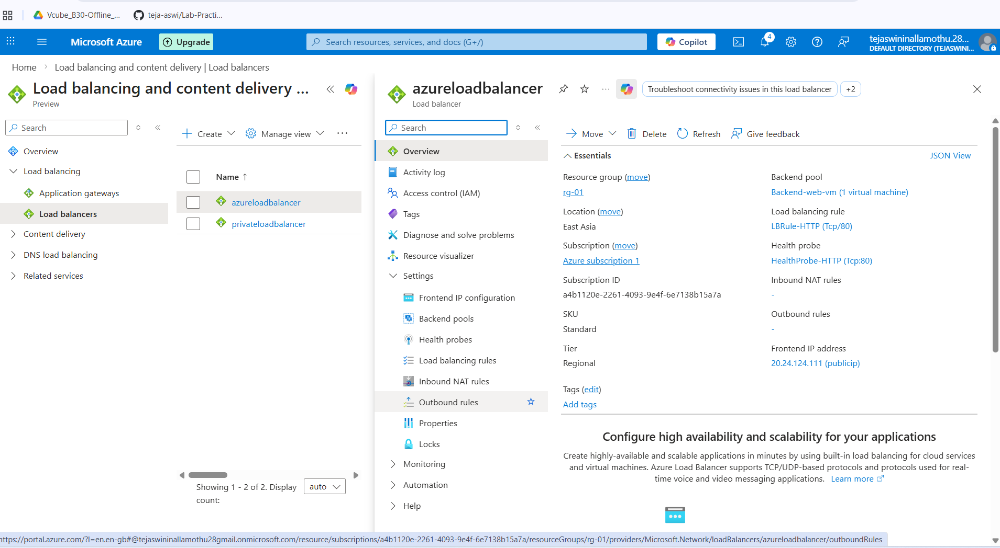 Vcube_B30-Offline_...
teja-aswi/Lab-Practi...
Microsoft Azure
Upgrade
Search resources, services, and docs (G+/)
Copilot
4
tejaswininallamothu.28...
DEFAULT DIRECTORY (TEJASWINI...
Home > Load balancing and content delivery | Load balancers
Load balancing and content delivery ...
Preview
Search
Overview
Load balancing
Application gateways
Load balancers
Content delivery
DNS load balancing
Related services
Create
Manage view
...
Name ↑
azureloadbalancer
privateloadbalancer
Showing 1 - 2 of 2. Display
count:
auto
azureloadbalancer
Load balancer
...
Troubleshoot connectivity issues in this load balancer
+2
Search
Overview
Activity log
Access control (IAM)
Tags
Diagnose and solve problems
Resource visualizer
Settings
Frontend IP configuration
Backend pools
Health probes
Load balancing rules
Inbound NAT rules
Outbound rules
Properties
Locks
Monitoring
Automation
Help
Move
Delete
Refresh
Give feedback
Essentials
JSON View
Resource group (move)
rg-01
Location (move)
East Asia
Subscription (move)
Azure subscription 1
Subscription ID
a4b1120e-2261-4093-9e4f-6e7138b15a7a
SKU
Standard
Tier
Regional
Backend pool
Backend-web-vm (1 virtual machine)
Load balancing rule
LBRule-HTTP (Tcp/80)
Health probe
HealthProbe-HTTP (Tcp:80)
Inbound NAT rules
-
Outbound rules
-
Frontend IP address
20.24.124.111 (publicip)
Tags (edit)
Add tags
Configure high availability and scalability for your applications
Create highly-available and scalable applications in minutes by using built-in load balancing for cloud services
and virtual machines. Azure Load Balancer supports TCP/UDP-based protocols and protocols used for real-
time voice and video messaging applications. Learn more
https://portal.azure.com/?l=en.en-gb#@tejaswininallamothu28gmail.onmicrosoft.com/resource/subscriptions/a4b1120e-2261-4093-9e4f-6e7138b15a7a/resourceGroups/rg-01/providers/Microsoft.Network/loadBalancers/azureloadbalancer/outboundRules